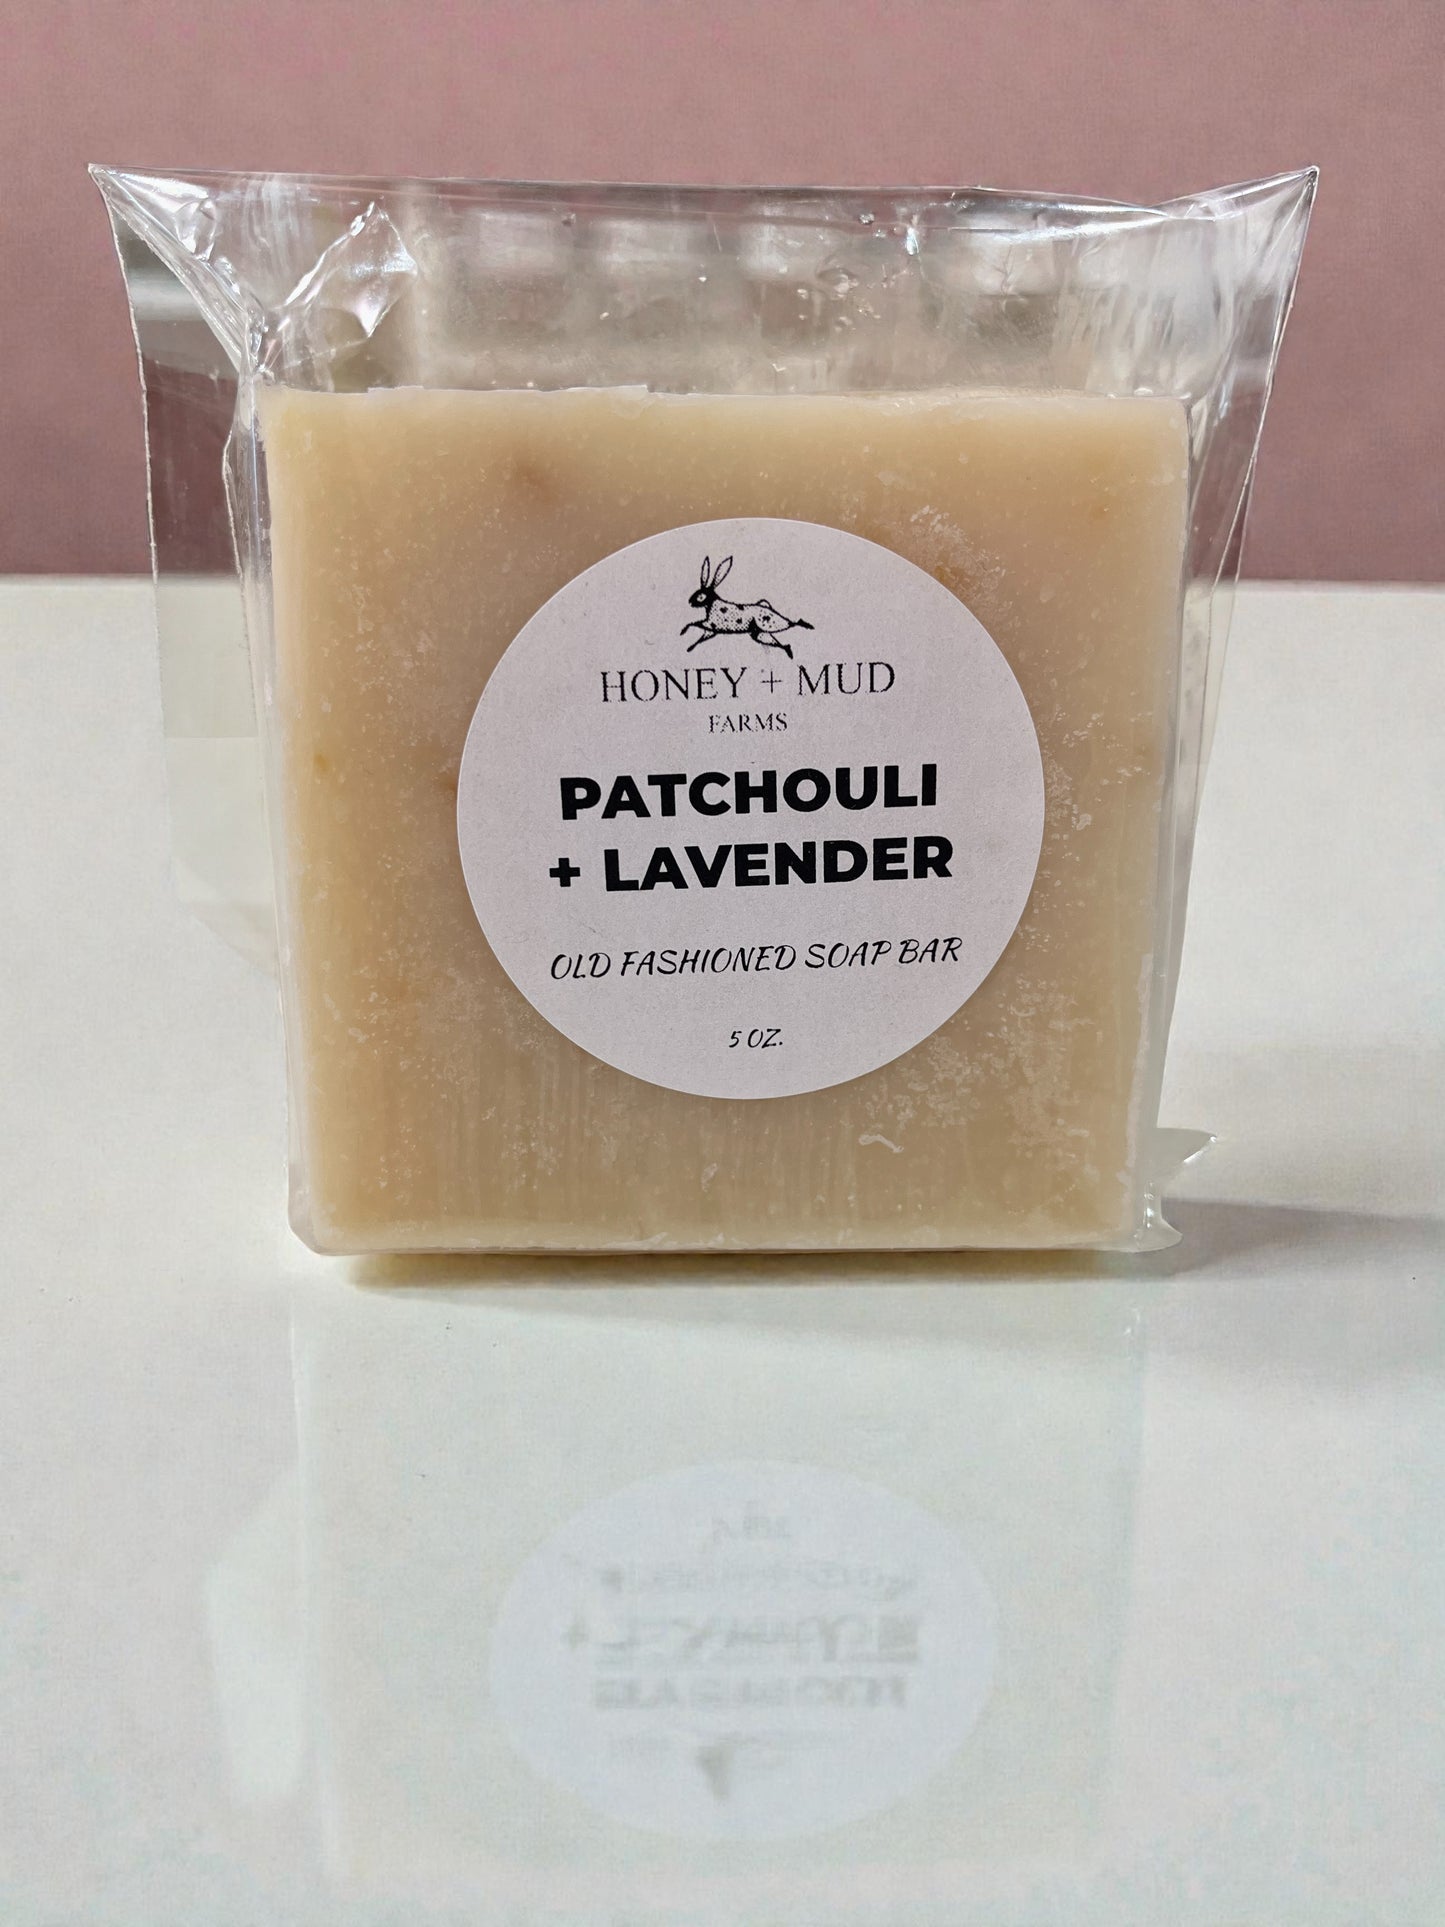 HONEY + MUD
FARMS
PATCHOULI
+ LAVENDER
OLD FASHIONED SOAP BAR
5 OZ.